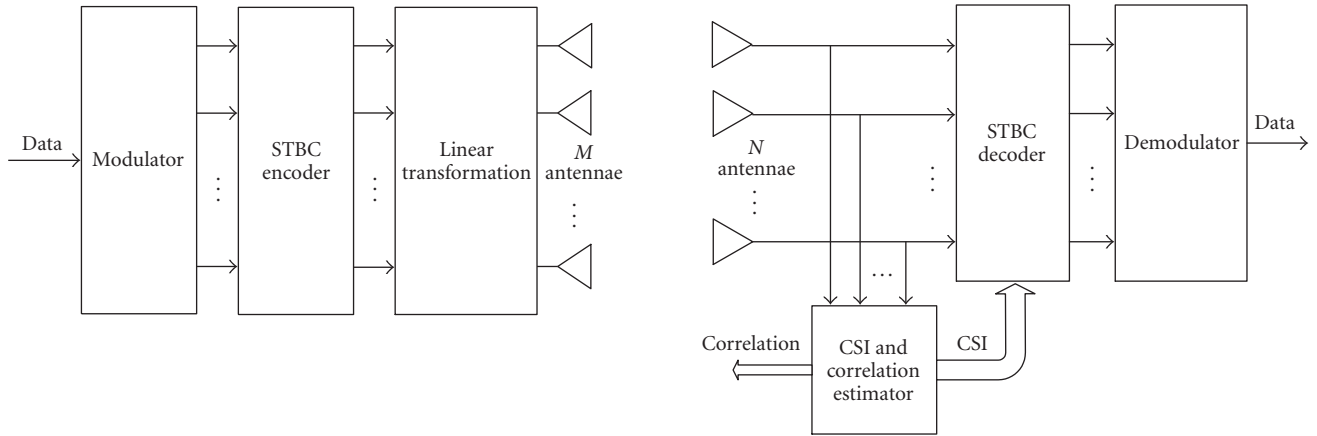 Data
Modulator
STBC
encoder
Linear
transformation
M
antennae
N
antennae
STBC
decoder
Demodulator
Data
Correlation
CSI and
correlation
estimator
CSI